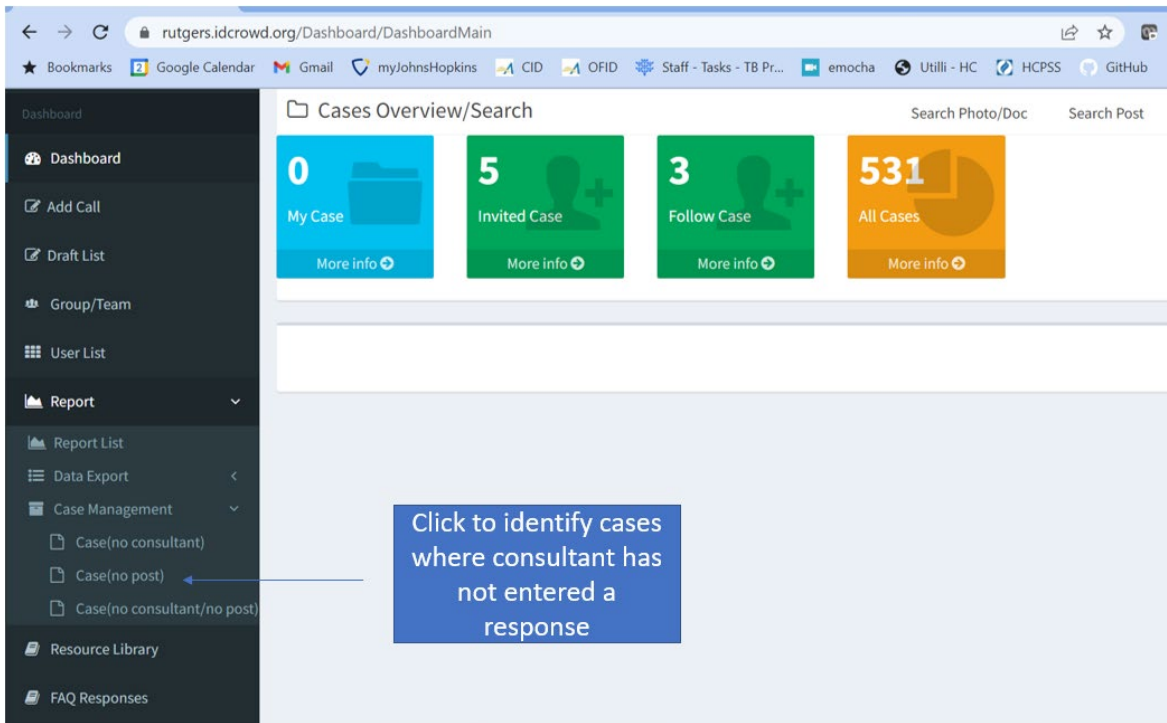 rutgers.idcrowd.org/Dashboard/DashboardMain
Bookmarks 2 Google Calendar Gmail myJohnsHopkins CID OFID Staff - Tasks - TB Pr... emocha Utilli - HC HCPSS GitHub
Dashboard
Cases Overview/Search Search Photo/Doc Search Post
Dashboard
Add Call
Draft List
Group/Team
User List
Report
Report List
Data Export
Case Management
Case(no consultant)
Case(no post)
Case(no consultant/no post)
Resource Library
FAQ Responses
0
My Case
More info
5
Invited Case
More info
3
Follow Case
More info
531
All Cases
More info
Click to identify cases
where consultant has
not entered a
response